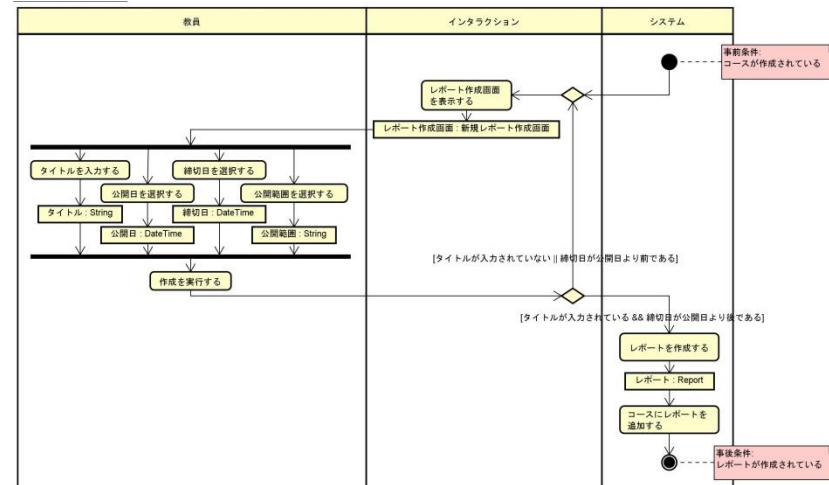 教員
インタラクション
システム
事前条件:
コースが作成されている
レポート作成画面
を表示する
レポート作成画面 : 新規レポート作成画面
タイトルを入力する
締切日を選択する
公開日を選択する
公開範囲を選択する
タイトル : String
締切日 : DateTime
公開日 : DateTime
公開範囲 : String
[タイトルが入力されていない || 締切日が公開日より前である]
作成を実行する
[タイトルが入力されている && 締切日が公開日より後である]
レポートを作成する
レポート : Report
コースにレポートを
追加する
事後条件:
レポートが作成されている